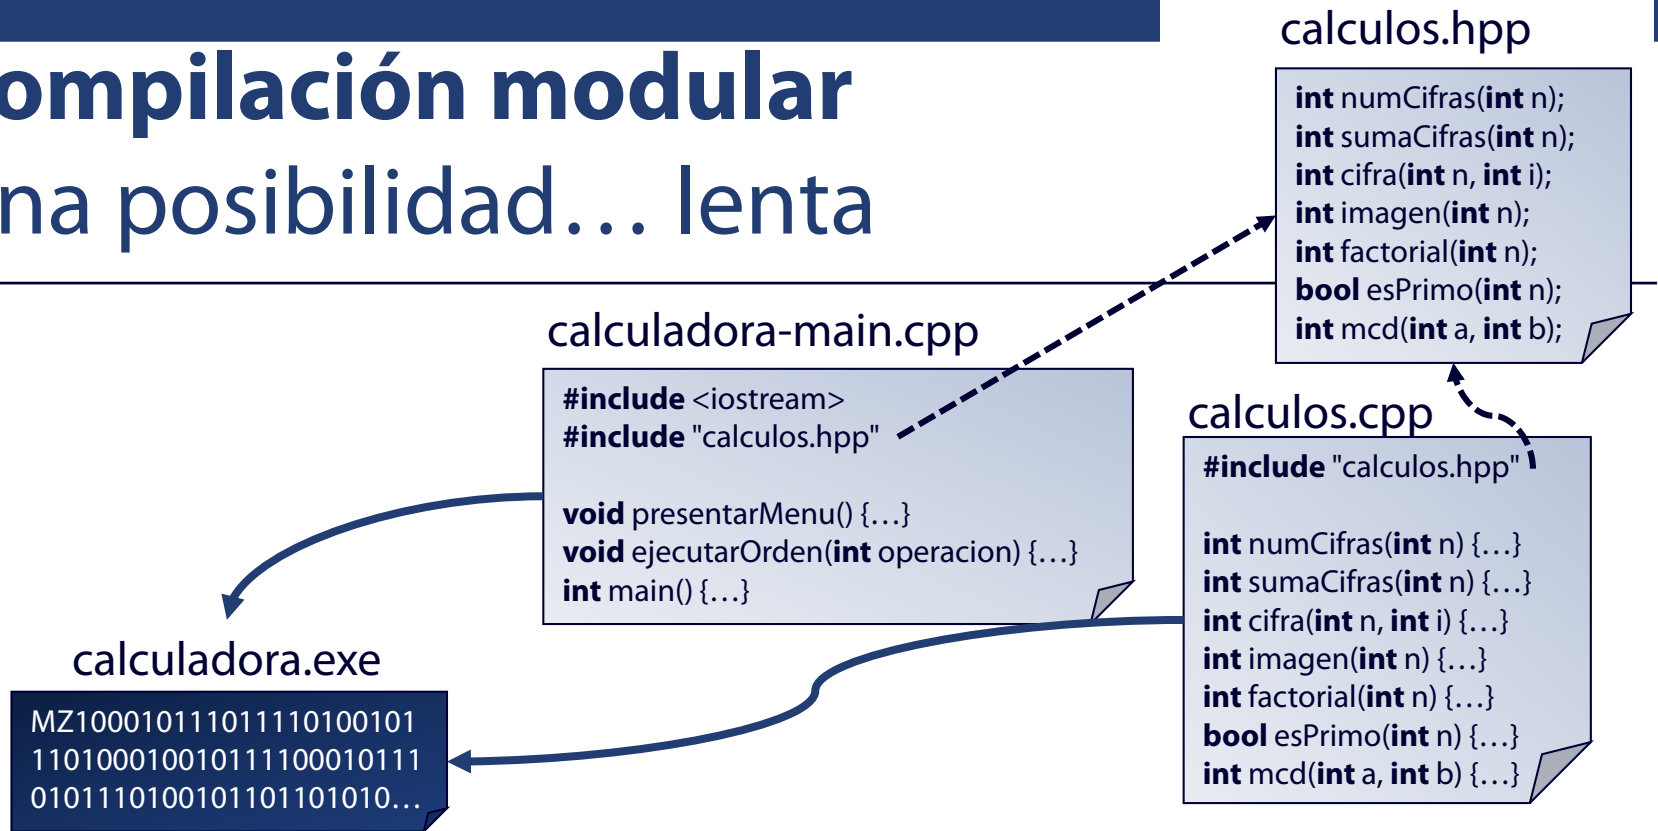 ompilación modular
na posibilidad… lenta
calculos.hpp
int numCifras(int n);
int sumaCifras(int n);
int cifra(int n, int i);
int imagen(int n);
int factorial(int n);
bool esPrimo(int n);
int mcd(int a, int b);
calculadora-main.cpp
#include <iostream>
#include "calculos.hpp"
void presentarMenu() {…}
void ejecutarOrden(int operacion) {…}
int main() {…}
calculos.cpp
#include "calculos.hpp"
int numCifras(int n) {…}
int sumaCifras(int n) {…}
int cifra(int n, int i) {…}
int imagen(int n) {…}
int factorial(int n) {…}
bool esPrimo(int n) {…}
int mcd(int a, int b) {…}
calculadora.exe
MZ100010111011110100101
110100010010111100010111
0101110100101101101010…